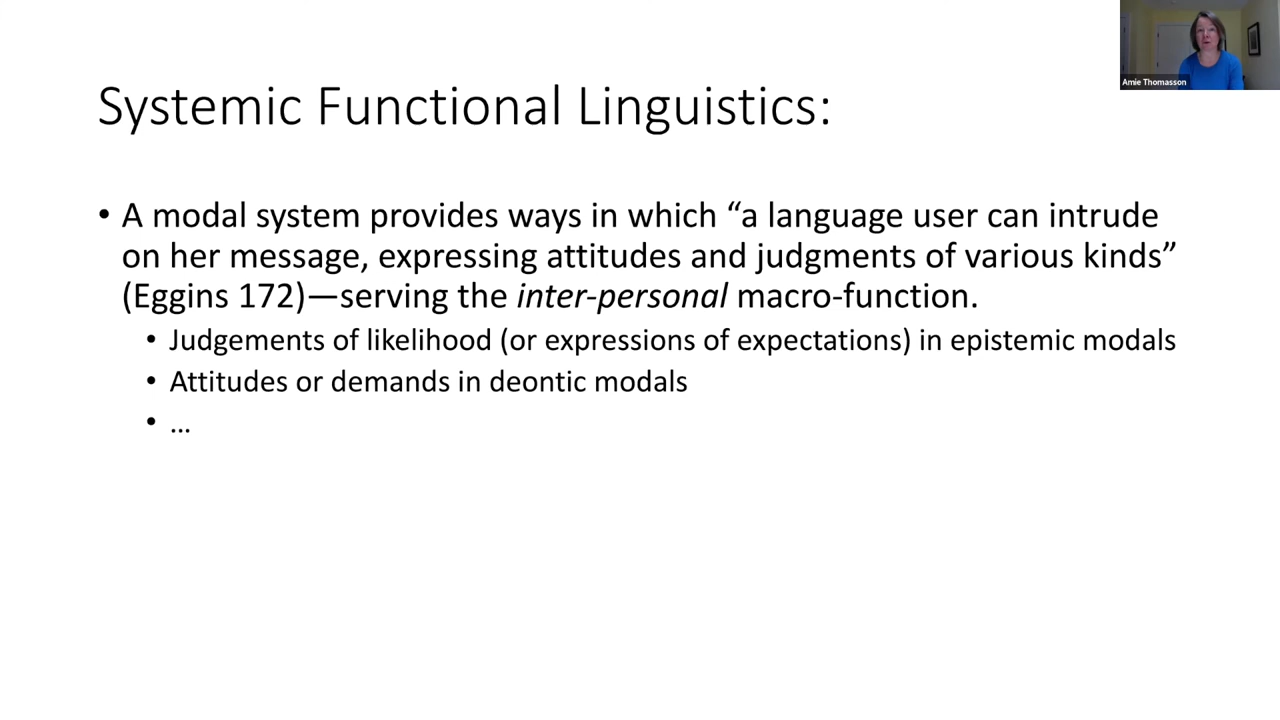 Amie Thomasson
Systemic Functional Linguistics:
• A modal system provides ways in which “a language user can intrude
on her message, expressing attitudes and judgments of various kinds”
(Eggins 172)—serving the inter-personal macro-function.
• Judgements of likelihood (or expressions of expectations) in epistemic modals
• Attitudes or demands in deontic modals
• …